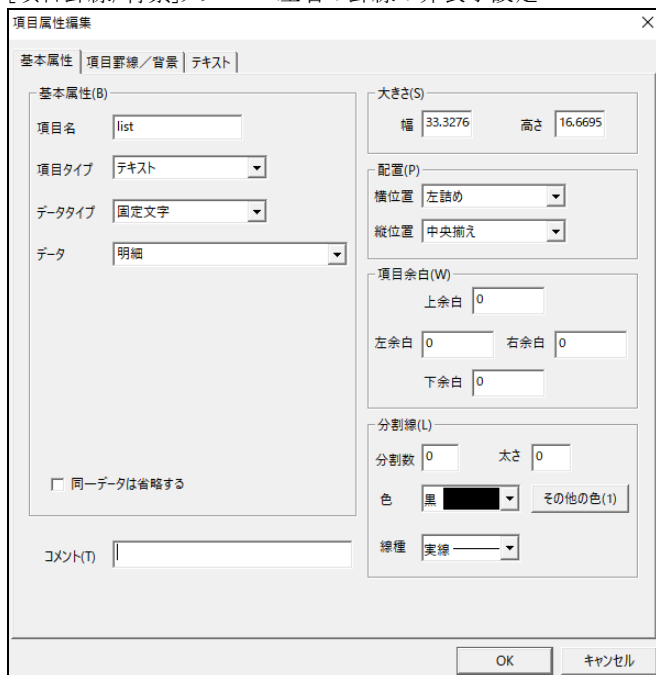 項目属性編集
基本属性 項目罫線/背景 テキスト
基本属性(B)
項目名 list
項目タイプ テキスト
データタイプ 固定文字
データ 明細
同一データは省略する
コメント(T)
大きさ(S)
幅 33.3276 高さ 16.6695
配置(P)
横位置 左詰め
縦位置 中央揃え
項目余白(W)
上余白 0
左余白 0 右余白 0
下余白 0
分割線(L)
分割数 0 太さ 0
色 黒 その他の色(1)
線種 実線
OK キャンセル